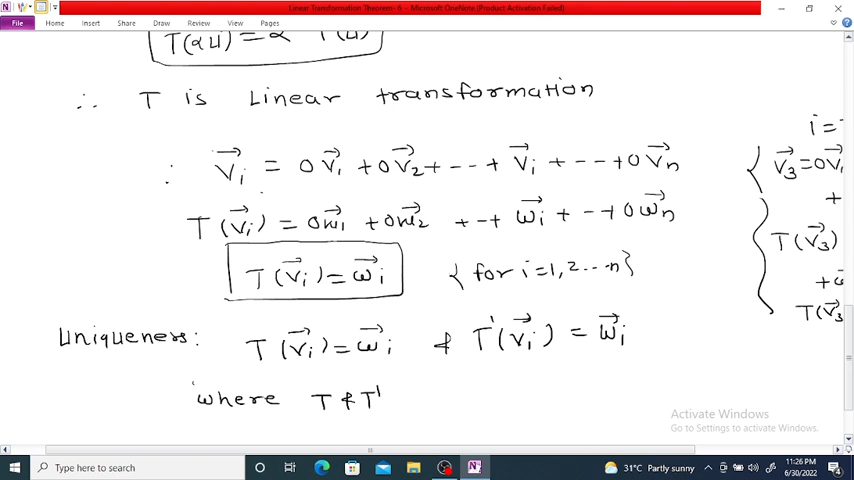 Linear Transformation Theorem- 6 - Microsoft OneNote (Product Activation Failed)
File Home Insert Share Draw Review View Pages
T(αu) = α T(u)
∴ T is Linear transformation
∴ v⃗i = 0v⃗1 + 0v⃗2 + -- + v⃗i + -- + 0v⃗n
T(v⃗i) = 0w⃗1 + 0w⃗2 + -+ w⃗i + -+ 0w⃗n
T(v⃗i) = w⃗i {for i=1,2...n}
i=
v⃗3 = 0v⃗1
+
T(v⃗3)
T(v⃗3
Uniqueness: T(v⃗i) = w⃗i & T'(v⃗i) = w⃗i
where T & T'
Activate Windows
Go to Settings to activate Windows.
Type here to search
31°C Partly sunny
11:26 PM
6/30/2022